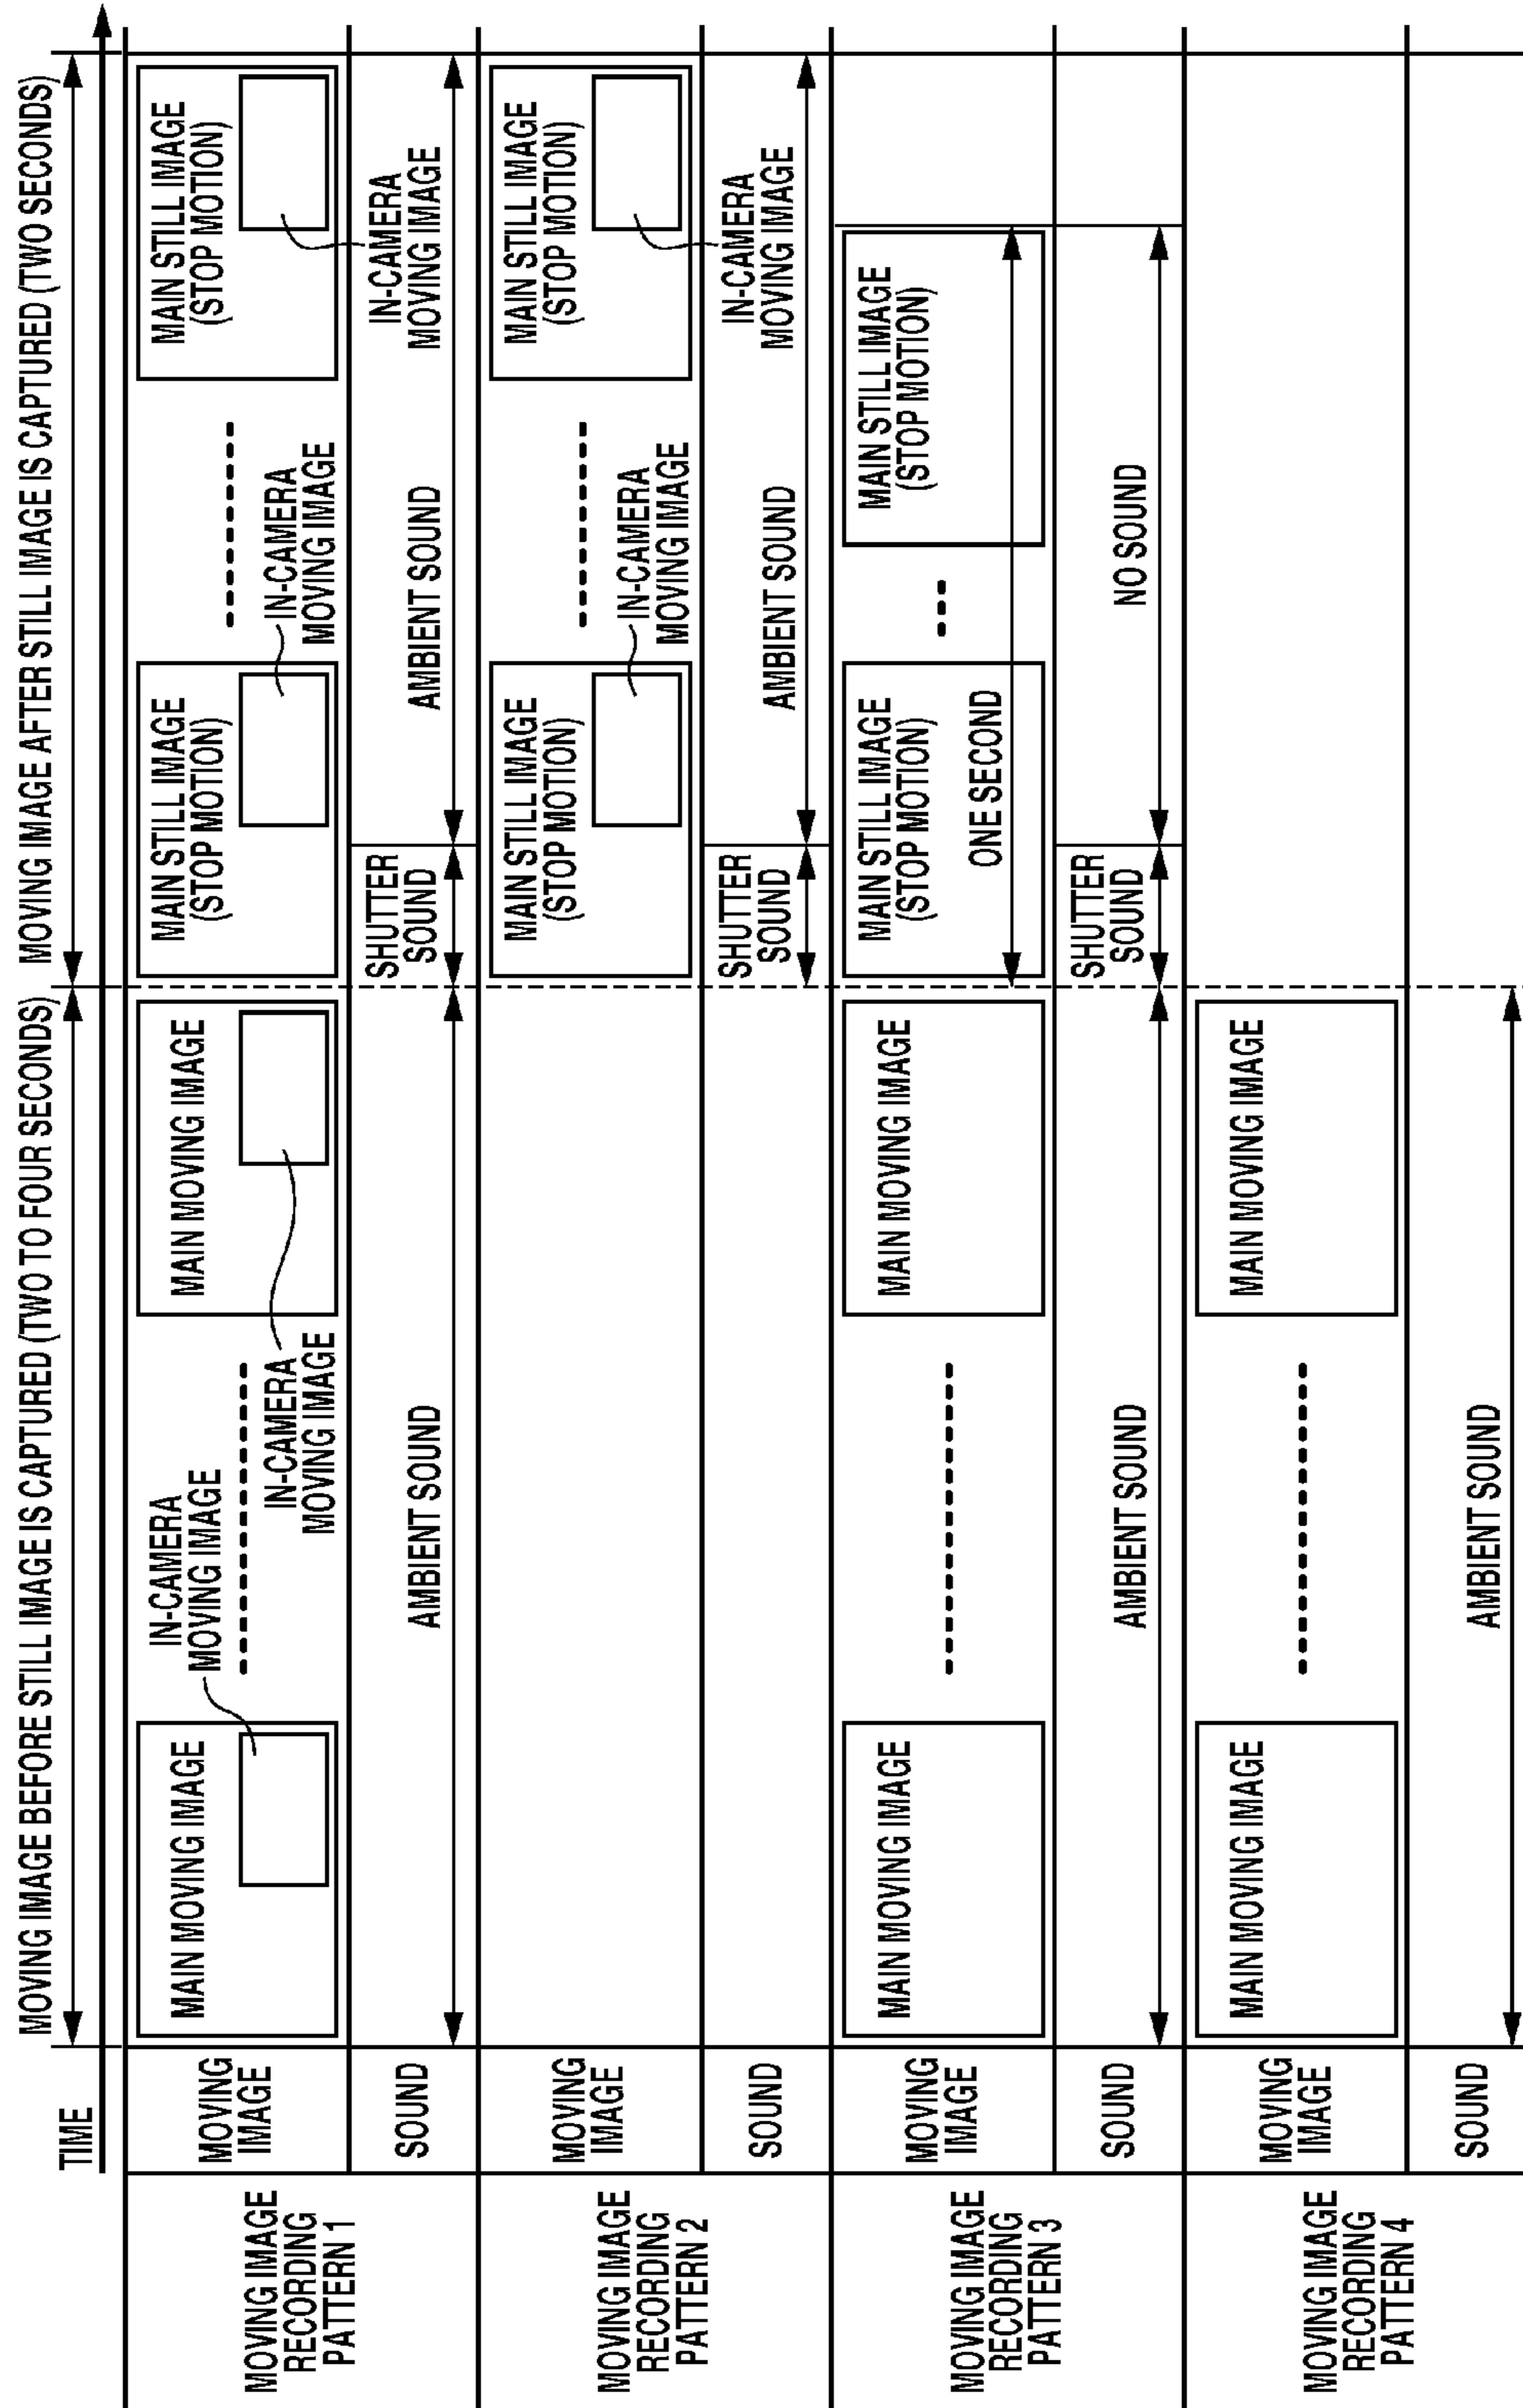 TIME
MOVING IMAGE BEFORE STILL IMAGE IS CAPTURED (TWO TO FOUR SECONDS)
MOVING IMAGE AFTER STILL IMAGE IS CAPTURED (TWO SECONDS)
MOVING IMAGE
RECORDING
PATTERN 1
MOVING
IMAGE
MAIN MOVING IMAGE
IN-CAMERA
MOVING IMAGE
IN-CAMERA
MOVING IMAGE
MAIN MOVING IMAGE
MAIN STILL IMAGE
(STOP MOTION)
IN-CAMERA
MOVING IMAGE
MAIN STILL IMAGE
(STOP MOTION)
SOUND
AMBIENT SOUND
SHUTTER
SOUND
AMBIENT SOUND
IN-CAMERA
MOVING IMAGE
MOVING IMAGE
RECORDING
PATTERN 2
MOVING
IMAGE
MAIN STILL IMAGE
(STOP MOTION)
IN-CAMERA
MOVING IMAGE
MAIN STILL IMAGE
(STOP MOTION)
SOUND
SHUTTER
SOUND
AMBIENT SOUND
IN-CAMERA
MOVING IMAGE
MOVING IMAGE
RECORDING
PATTERN 3
MOVING
IMAGE
MAIN MOVING IMAGE
MAIN MOVING IMAGE
MAIN STILL IMAGE
(STOP MOTION)
ONE SECOND
MAIN STILL IMAGE
(STOP MOTION)
SOUND
AMBIENT SOUND
SHUTTER
SOUND
NO SOUND
MOVING IMAGE
RECORDING
PATTERN 4
MOVING
IMAGE
MAIN MOVING IMAGE
MAIN MOVING IMAGE
SOUND
AMBIENT SOUND